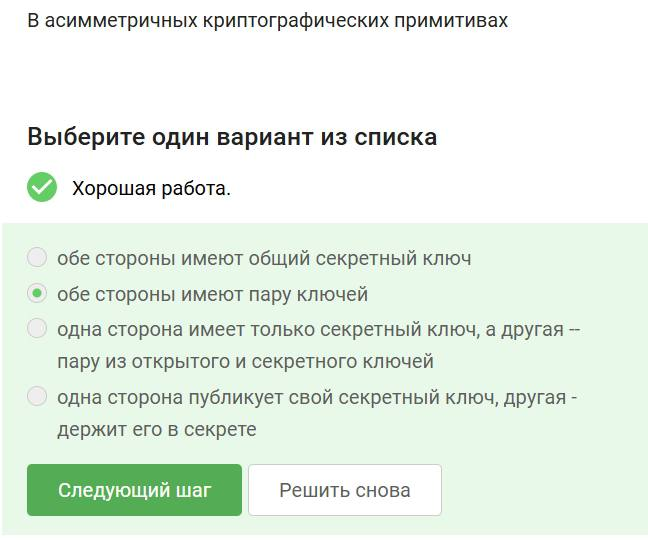 В асимметричных криптографических примитивах
Выберите один вариант из списка
Хорошая работа.
обе стороны имеют общий секретный ключ
обе стороны имеют пару ключей
одна сторона имеет только секретный ключ, а другая --
пару из открытого и секретного ключей
одна сторона публикует свой секретный ключ, другая -
держит его в секрете
Следующий шаг
Решить снова